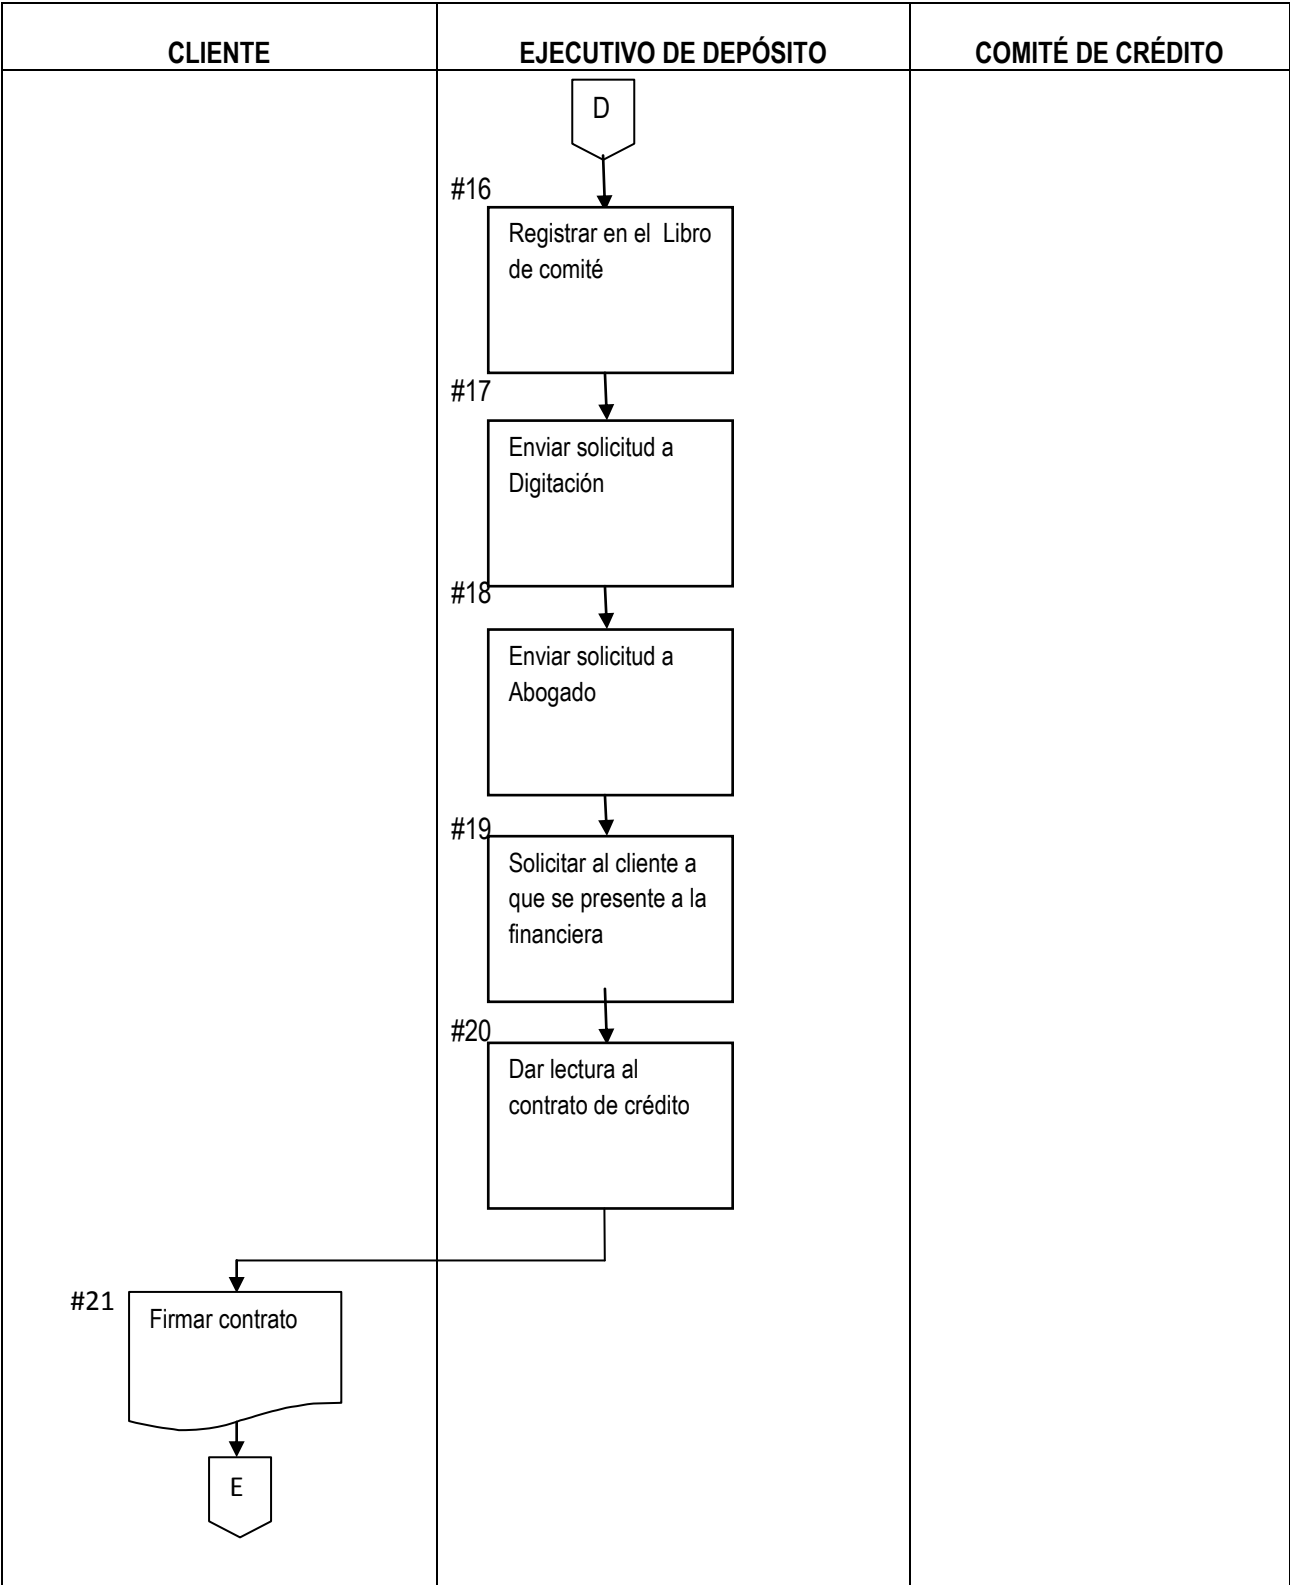 CLIENTE
EJECUTIVO DE DEPÓSITO
COMITÉ DE CRÉDITO
D
#16
Registrar en el Libro
de comité
#17
Enviar solicitud a
Digitación
#18
Enviar solicitud a
Abogado
#19
Solicitar al cliente a
que se presente a la
financiera
#20
Dar lectura al
contrato de crédito
#21
Firmar contrato
E